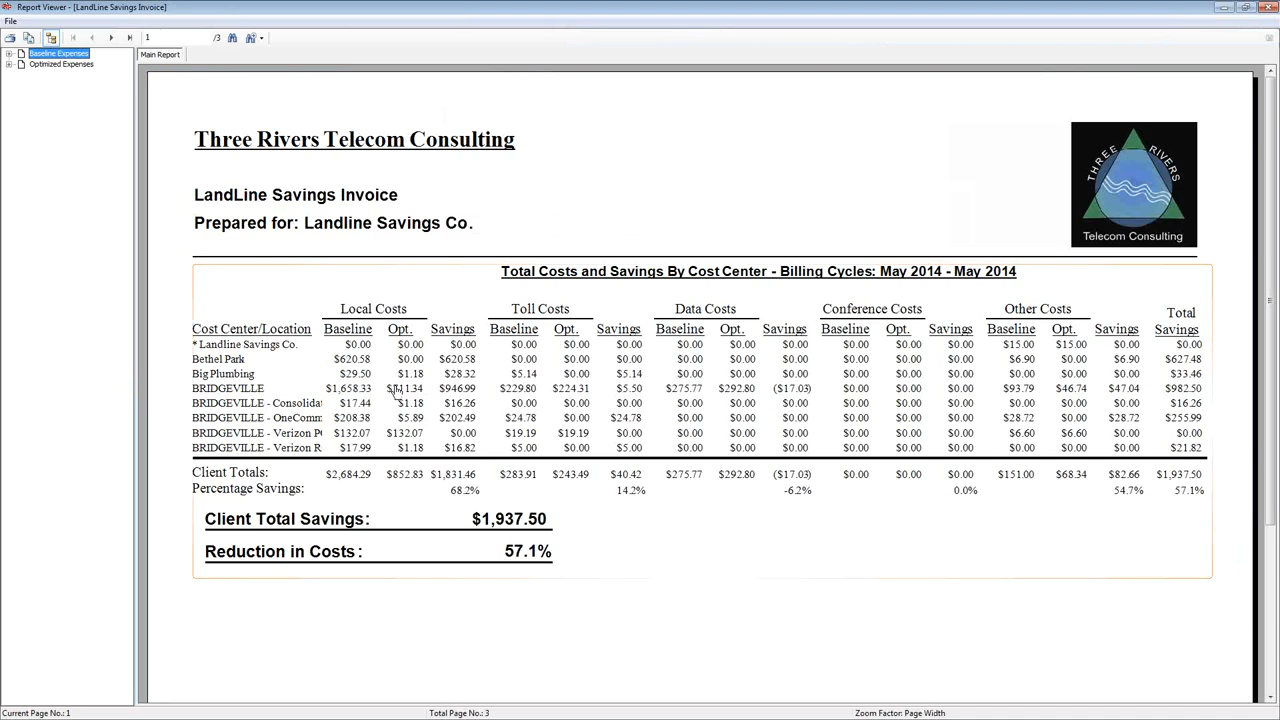 Report Viewer - [LandLine Savings Invoice]
File
1 /3
Baseline Expenses
Optimized Expenses
Main Report
Three Rivers Telecom Consulting
THREE RIVERS
Telecom Consulting
LandLine Savings Invoice
Prepared for: Landline Savings Co.
Total Costs and Savings By Cost Center - Billing Cycles: May 2014 - May 2014
Local Costs Toll Costs Data Costs Conference Costs Other Costs Total
Cost Center/Location Baseline Opt. Savings Baseline Opt. Savings Baseline Opt. Savings Baseline Opt. Savings Baseline Opt. Savings Savings
* Landline Savings Co. $0.00 $0.00 $0.00 $0.00 $0.00 $0.00 $0.00 $0.00 $0.00 $0.00 $0.00 $0.00 $15.00 $15.00 $0.00 $0.00
Bethel Park $620.58 $0.00 $620.58 $0.00 $0.00 $0.00 $0.00 $0.00 $0.00 $0.00 $0.00 $0.00 $6.90 $0.00 $6.90 $627.48
Big Plumbing $29.50 $1.18 $28.32 $5.14 $0.00 $5.14 $0.00 $0.00 $0.00 $0.00 $0.00 $0.00 $0.00 $0.00 $0.00 $33.46
BRIDGEVILLE $1,658.33 $946.99 $229.80 $224.31 $5.50 $275.77 $292.80 ($17.03) $0.00 $0.00 $0.00 $93.79 $46.74 $47.04 $982.50
BRIDGEVILLE - Consolida $17.44 $1.18 $16.26 $0.00 $0.00 $0.00 $0.00 $0.00 $0.00 $0.00 $0.00 $0.00 $0.00 $0.00 $0.00 $16.26
BRIDGEVILLE - OneComm $208.38 $5.89 $202.49 $24.78 $0.00 $24.78 $0.00 $0.00 $0.00 $0.00 $0.00 $0.00 $28.72 $0.00 $28.72 $255.99
BRIDGEVILLE - Verizon P $132.07 $132.07 $0.00 $19.19 $19.19 $0.00 $0.00 $0.00 $0.00 $0.00 $0.00 $0.00 $6.60 $6.60 $0.00 $0.00
BRIDGEVILLE - Verizon R $17.99 $1.18 $16.82 $5.00 $0.00 $5.00 $0.00 $0.00 $0.00 $0.00 $0.00 $0.00 $0.00 $0.00 $0.00 $21.82
Client Totals: $2,684.29 $852.83 $1,831.46 $283.91 $243.49 $40.42 $275.77 $292.80 ($17.03) $0.00 $0.00 $0.00 $151.00 $68.34 $82.66 $1,937.50
Percentage Savings: 68.2% 14.2% -6.2% 0.0% 54.7% 57.1%
Client Total Savings: $1,937.50
Reduction in Costs: 57.1%
Current Page No.: 1 Total Page No.: 3 Zoom Factor: Page Width